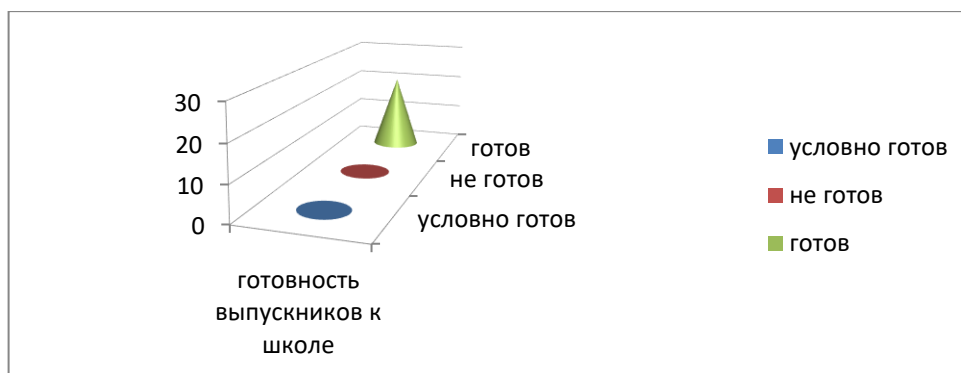 30
20
10
0
готов
не готов
условно готов
готовность
выпускников к
школе
условно готов
не готов
готов